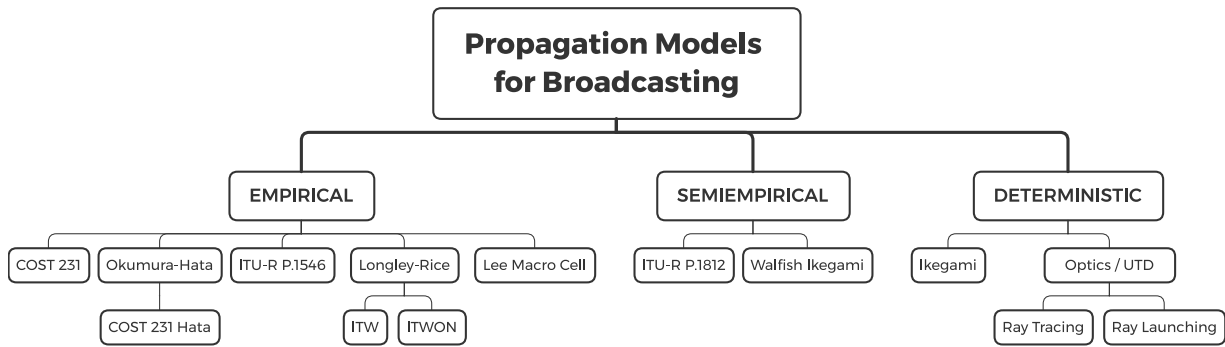 Propagation Models
for Broadcasting
EMPIRICAL
SEMIEMPIRICAL
DETERMINISTIC
COST 231
Okumura-Hata
ITU-R P.1546
Longley-Rice
Lee Macro Cell
ITU-R P.1812
Walfish Ikegami
Ikegami
Optics / UTD
COST 231 Hata
ITW
ITWON
Ray Tracing
Ray Launching